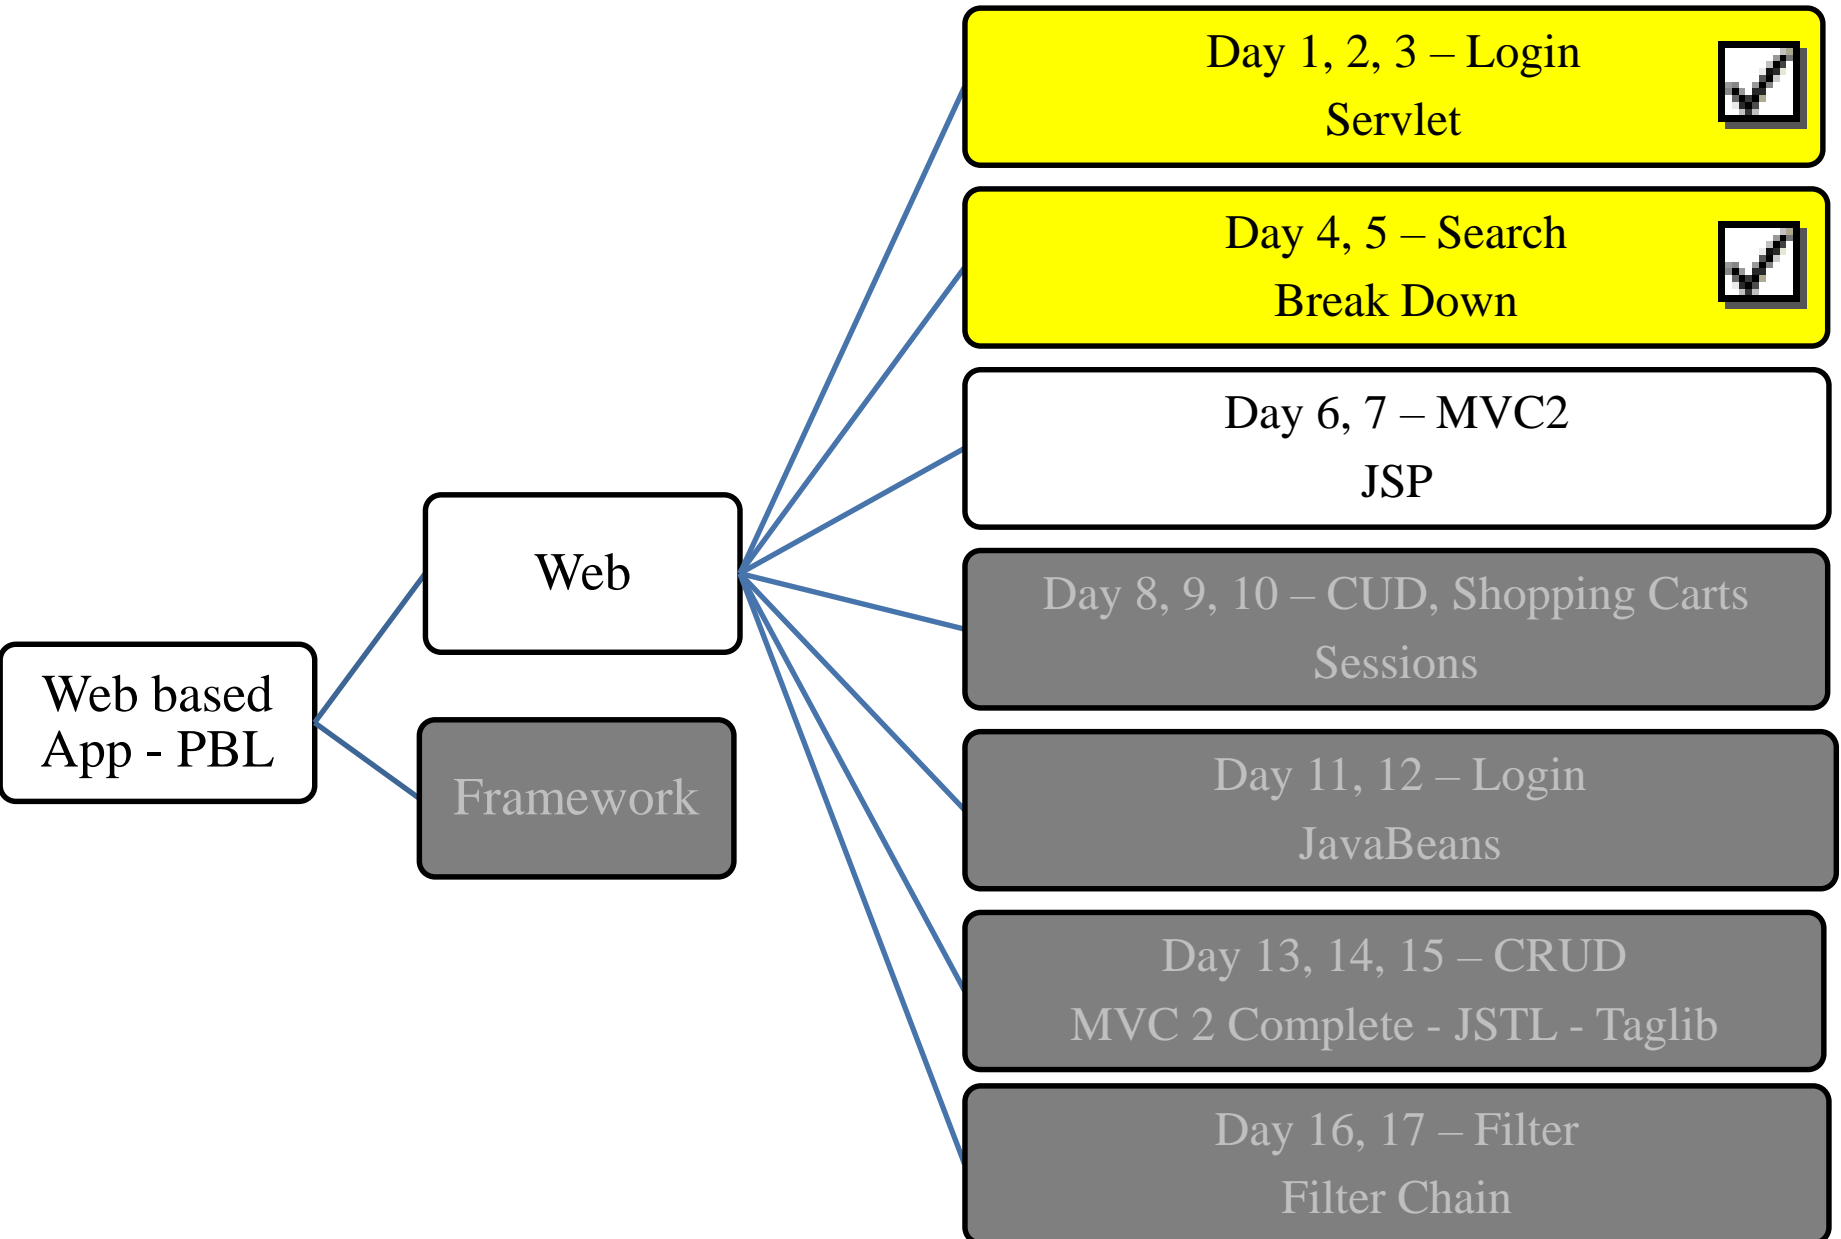 Web based
App - PBL
Web
Framework
Day 1, 2, 3 – Login
Servlet
Day 4, 5 – Search
Break Down
Day 6, 7 – MVC2
JSP
Day 8, 9, 10 – CUD, Shopping Carts
Sessions
Day 11, 12 – Login
JavaBeans
Day 13, 14, 15 – CRUD
MVC 2 Complete - JSTL - Taglib
Day 16, 17 – Filter
Filter Chain